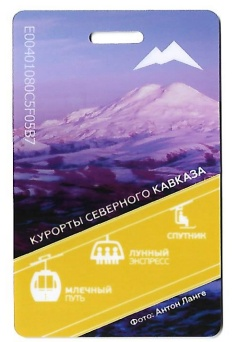 E00401080C5F05B7
КУРОРТЫ СЕВЕРНОГО КАВКАЗА
СПУТНИК
ЛУННЫЙ
ЭКСПРЕСС
МЛЕЧНЫЙ
ПУТЬ
Фото: Антон Ланге